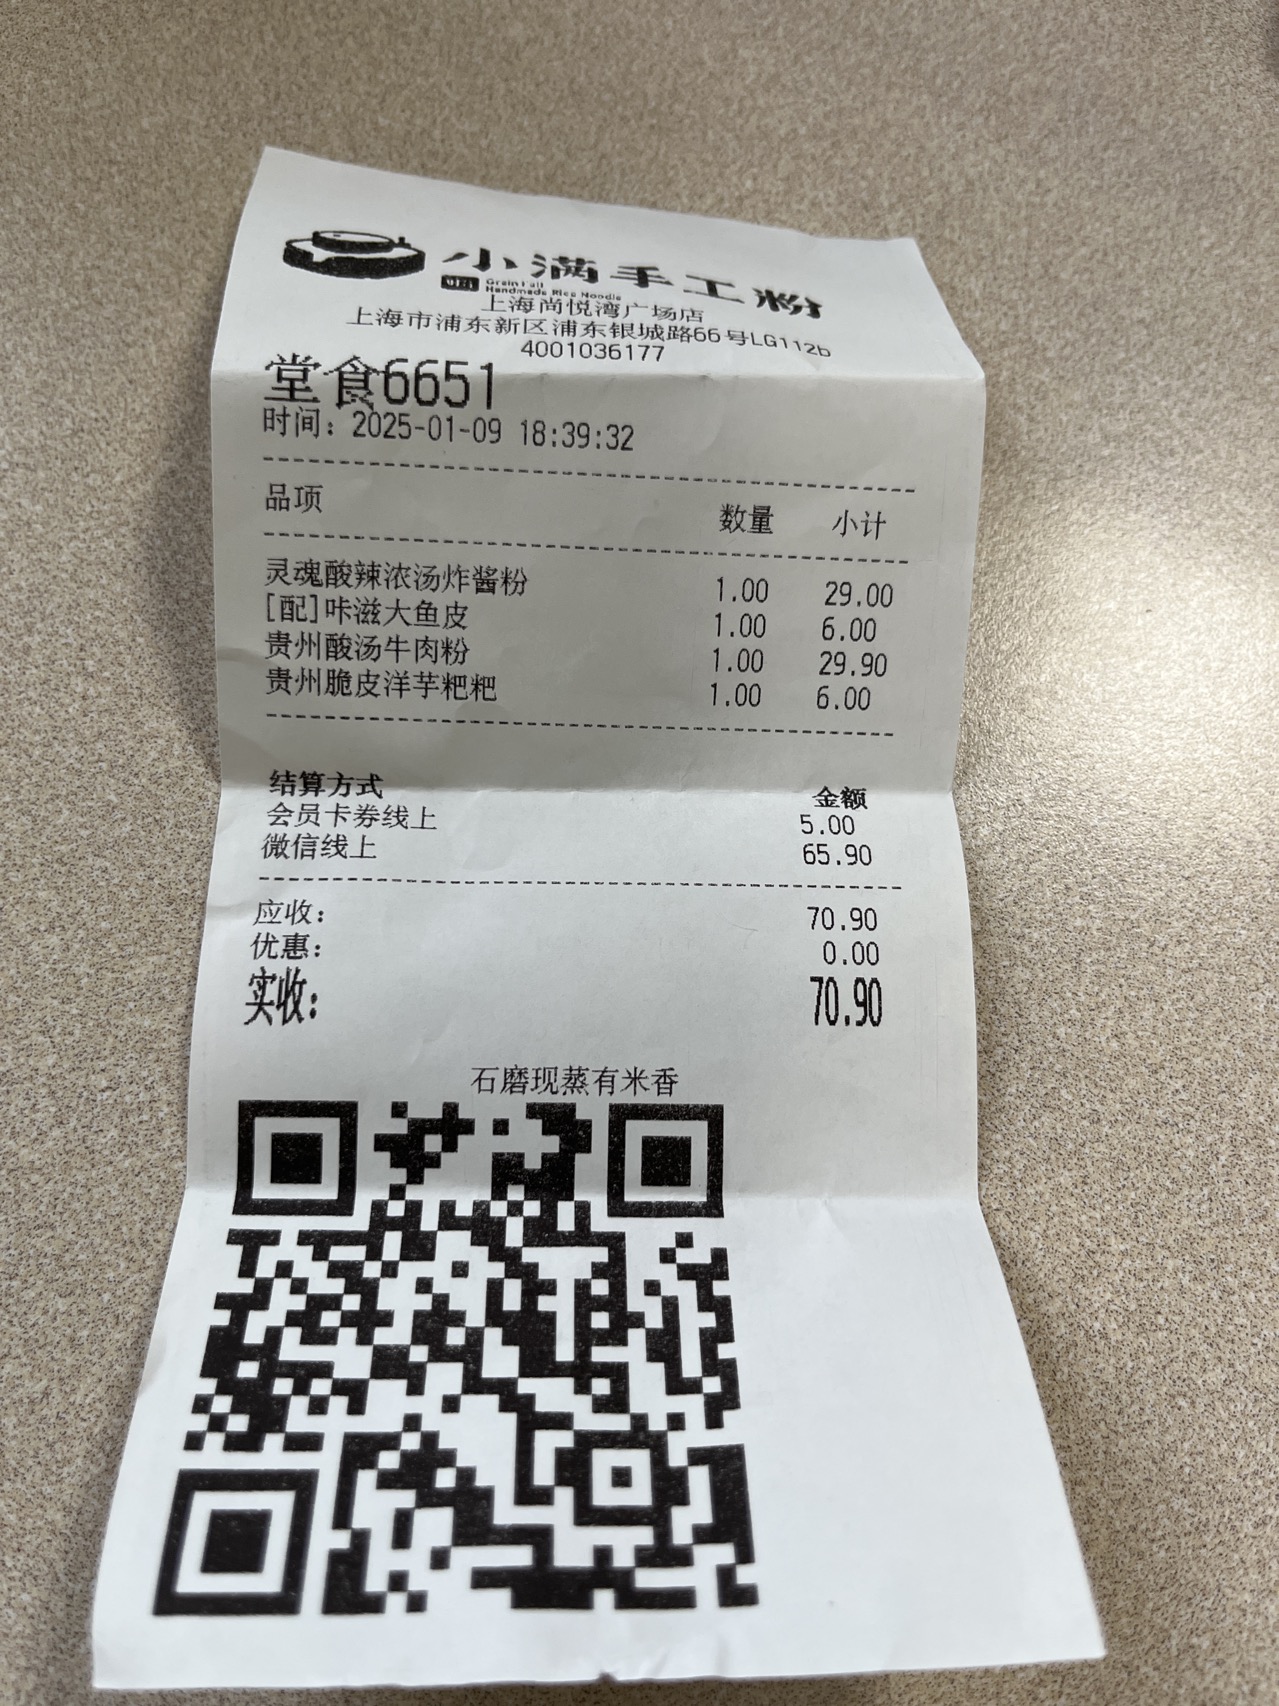 小满手工粉
Grain Full
Handmade Rice Noodle
上海尚悦湾广场店
上海市浦东新区浦东银城路66号LG112b
4001036177
堂食6651
时间：2025-01-09 18:39:32
品项 数量 小计
灵魂酸辣浓汤炸酱粉 1.00 29.00
[配]咔滋大鱼皮 1.00 6.00
贵州酸汤牛肉粉 1.00 29.90
贵州脆皮洋芋粑粑 1.00 6.00
结算方式 金额
会员卡券线上 5.00
微信线上 65.90
应收： 70.90
优惠： 0.00
实收： 70.90
石磨现蒸有米香